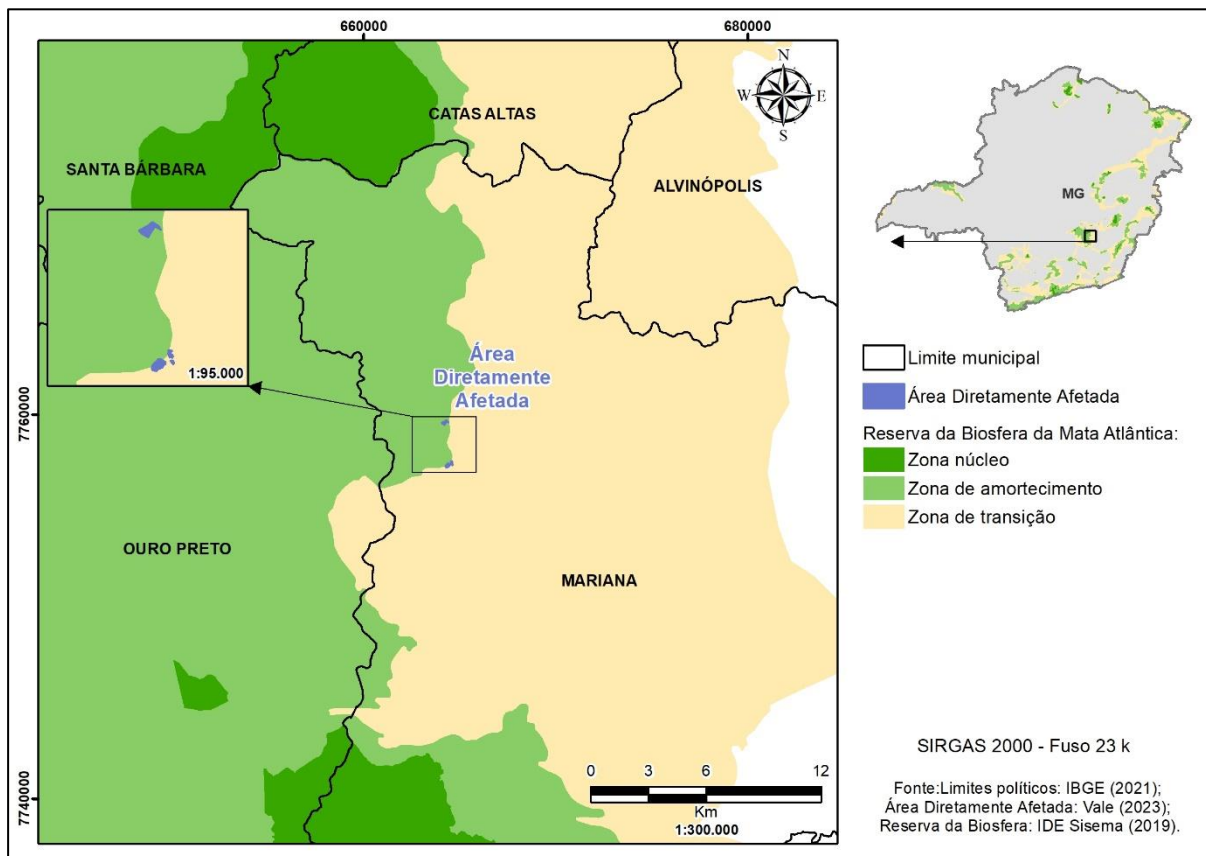 660000
680000
N
W
E
S
CATAS ALTAS
SANTA BÁRBARA
ALVINÓPOLIS
MG
1:95.000
Área
Diretamente
Afetada
7760000
OURO PRETO
MARIANA
7740000
0 3 6 12
Km
1:300.000
Limite municipal
Área Diretamente Afetada
Reserva da Biosfera da Mata Atlântica:
Zona núcleo
Zona de amortecimento
Zona de transição
SIRGAS 2000 - Fuso 23 k
Fonte:Limites políticos: IBGE (2021);
Área Diretamente Afetada: Vale (2023);
Reserva da Biosfera: IDE Sisema (2019).